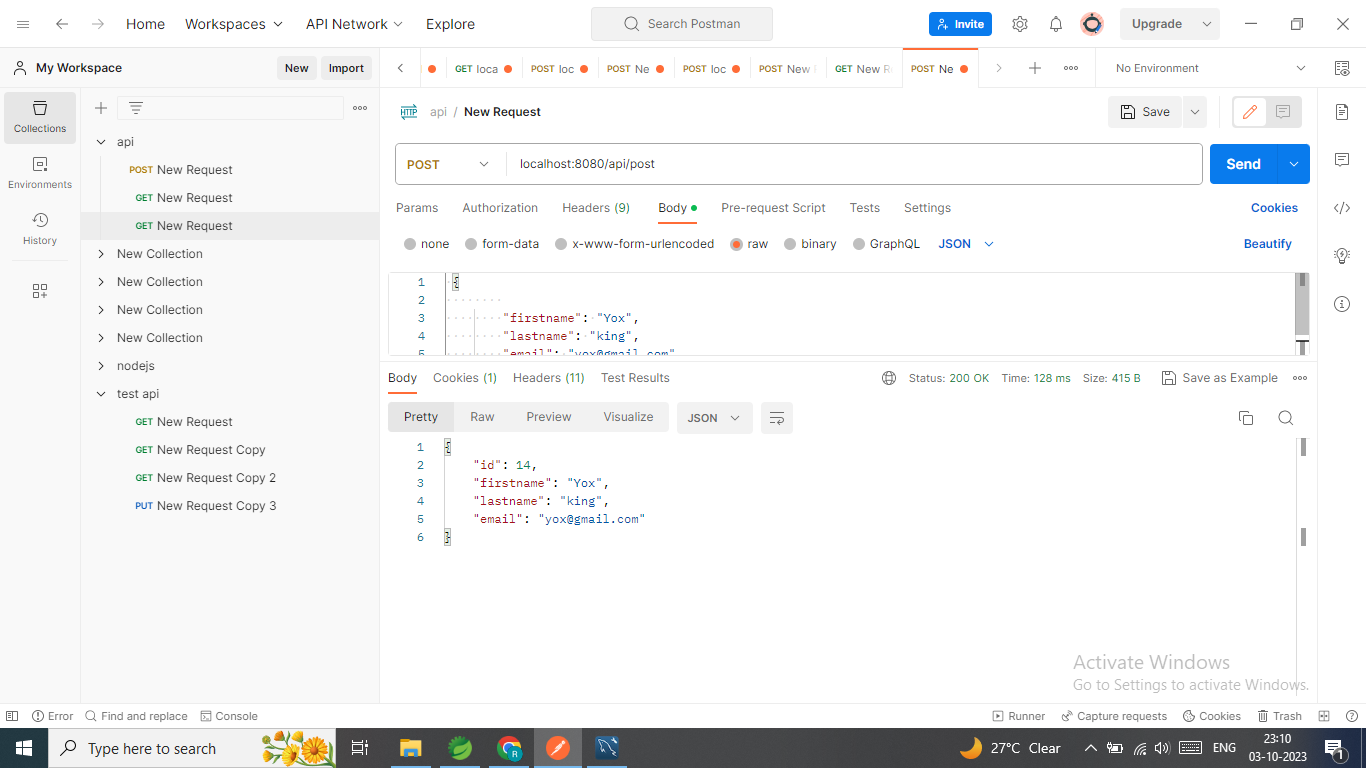 Home Workspaces API Network Explore Search Postman Invite Upgrade
My Workspace New Import GET loca POST loc POST Ne POST loc POST New GET New R POST Ne No Environment
Collections
Environments
History
api
POST New Request
GET New Request
GET New Request
New Collection
New Collection
New Collection
New Collection
nodejs
test api
GET New Request
GET New Request Copy
GET New Request Copy 2
PUT New Request Copy 3
HTTP api / New Request Save
POST localhost:8080/api/post Send
Params Authorization Headers (9) Body Pre-request Script Tests Settings Cookies
none form-data x-www-form-urlencoded raw binary GraphQL JSON Beautify
1 {
2
3 "firstname": "Yox",
4 "lastname": "king",
5 "email": "yox@gmail.com"
Body Cookies (1) Headers (11) Test Results Status: 200 OK Time: 128 ms Size: 415 B Save as Example
Pretty Raw Preview Visualize JSON
1 {
2 "id": 14,
3 "firstname": "Yox",
4 "lastname": "king",
5 "email": "yox@gmail.com"
6 }
Activate Windows
Go to Settings to activate Windows.
Error Find and replace Console Runner Capture requests Cookies Trash
Type here to search 27°C Clear ENG 23:10
03-10-2023 1